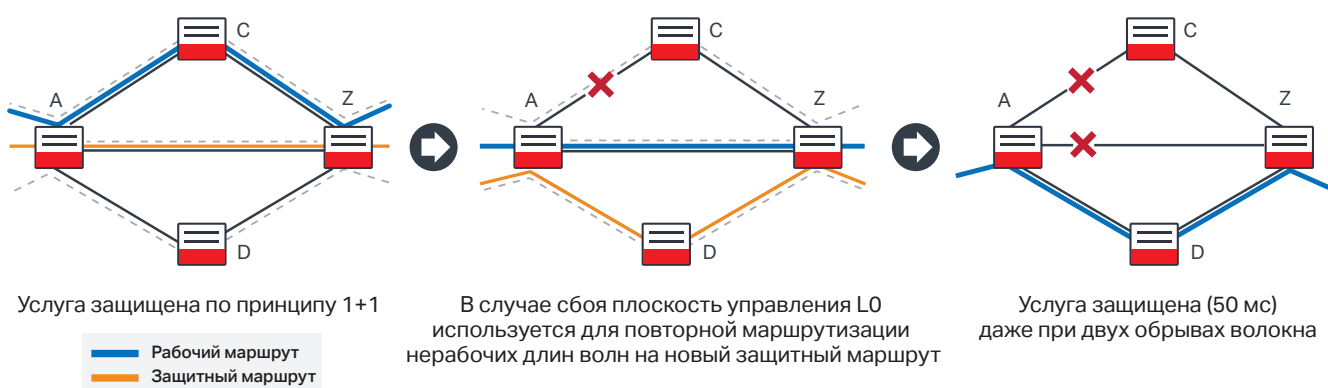 C
A
Z
D
Услуга защищена по принципу 1+1
Рабочий маршрут
Защитный маршрут
C
A
Z
D
В случае сбоя плоскость управления L0
используется для повторной маршрутизации
нерабочих длин волн на новый защитный маршрут
C
A
Z
D
Услуга защищена (50 мс)
даже при двух обрывах волокна